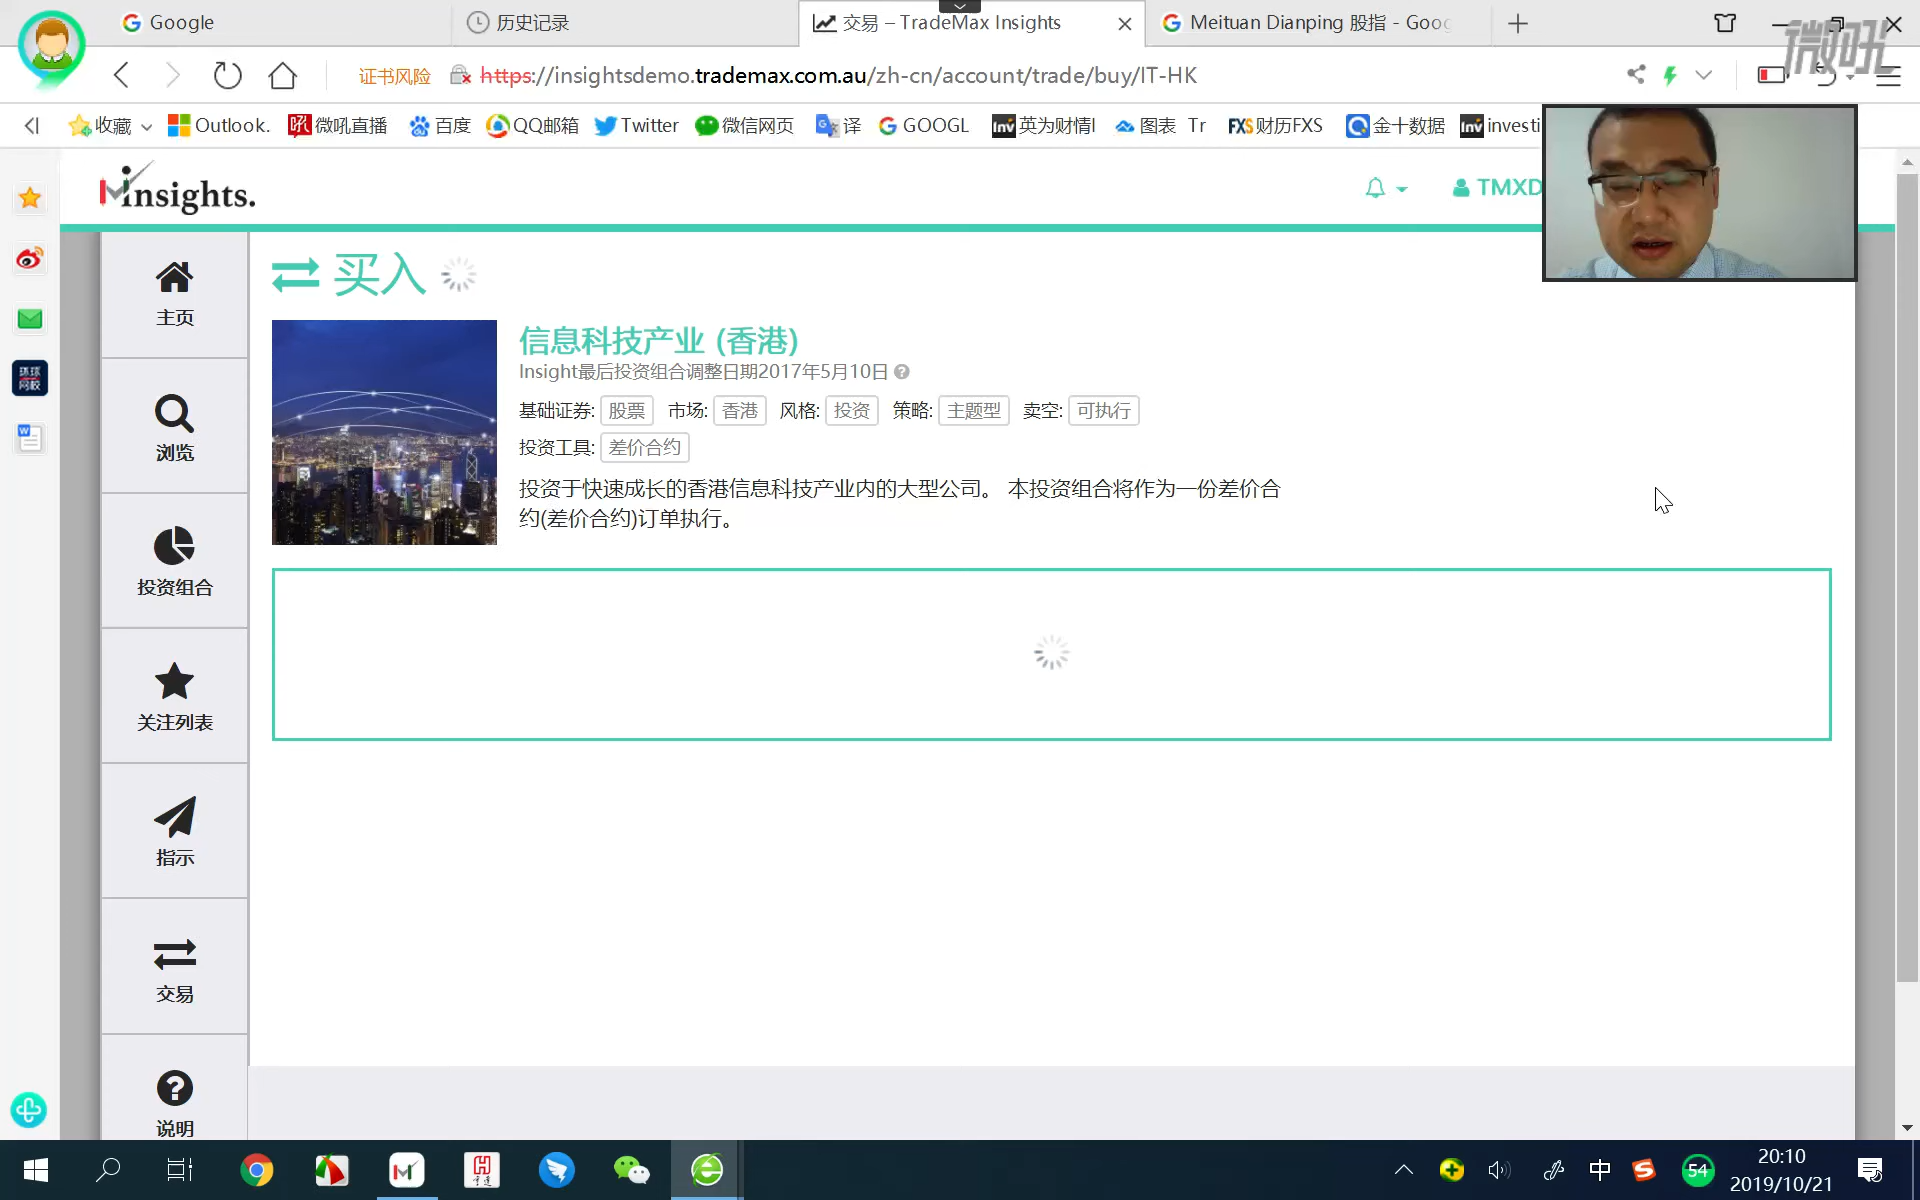 Google
历史记录
交易 – TradeMax Insights
Meituan Dianping 股指 - Goo
微吼
证书风险
https://insightsdemo.trademax.com.au/zh-cn/account/trade/buy/IT-HK
收藏
Outlook.
微吼直播
百度
QQ邮箱
Twitter
微信网页
译
GOOGL
英为财情I
图表 Tr
财历FXS
金十数据
investi
insights.
TMXD
主页
浏览
投资组合
关注列表
指示
交易
说明
环球
网校
买入
信息科技产业 (香港)
Insight最后投资组合调整日期2017年5月10日
基础证券: 股票 市场: 香港 风格: 投资 策略: 主题型 卖空: 可执行
投资工具: 差价合约
投资于快速成长的香港信息科技产业内的大型公司。 本投资组合将作为一份差价合
约(差价合约)订单执行。
中
54
20:10
2019/10/21